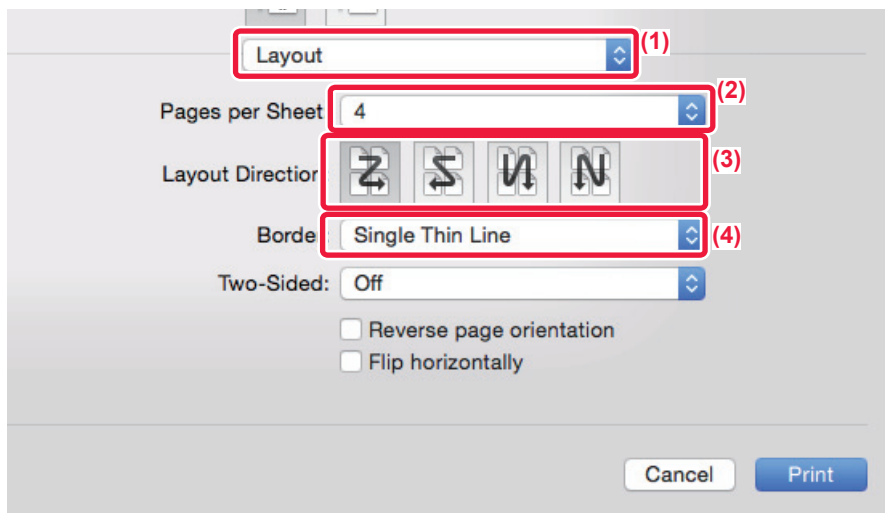 Layout (1)
Pages per Sheet 4 (2)
Layout Direction (3)
Borde : Single Thin Line (4)
Two-Sided: Off
Reverse page orientation
Flip horizontally
Cancel Print